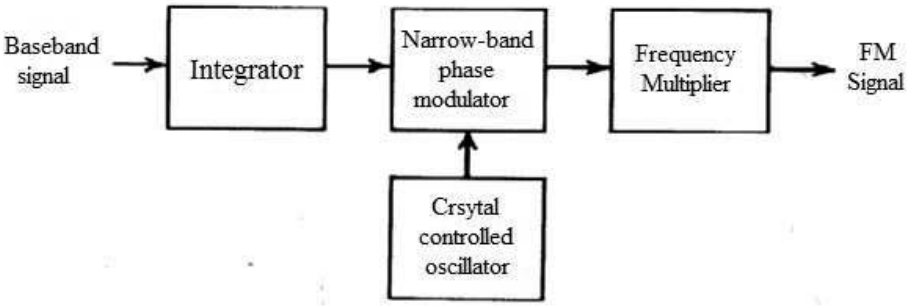 Baseband
signal
Integrator
Narrow-band
phase
modulator
Frequency
Multiplier
FM
Signal
Crsytal
controlled
oscillator